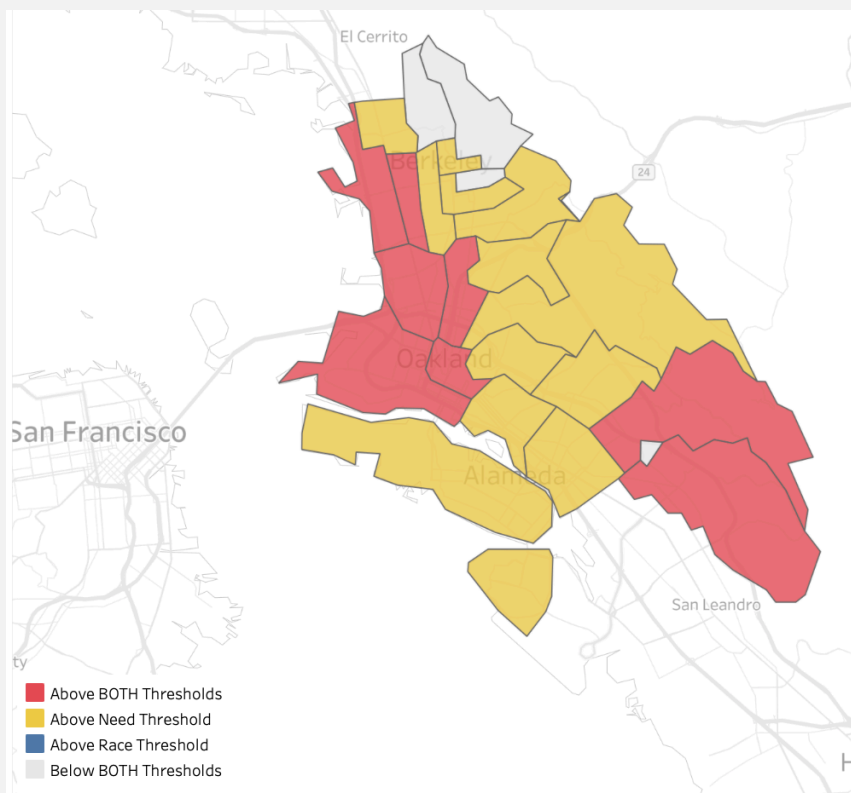 El Cerrito
Berkeley
24
Oakland
San Francisco
Alameda
San Leandro
ty
H
Above BOTH Thresholds
Above Need Threshold
Above Race Threshold
Below BOTH Thresholds